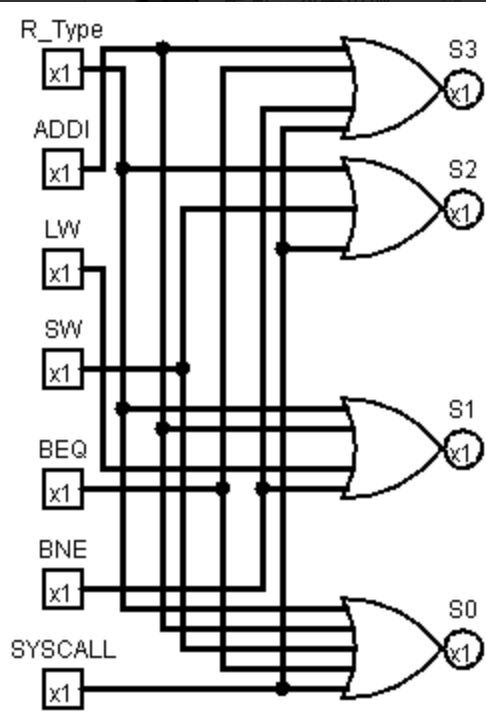 R_Type
x1
S3
x1
ADDI
x1
S2
x1
LW
x1
SW
x1
S1
x1
BEQ
x1
BNE
x1
S0
x1
SYSCALL
x1